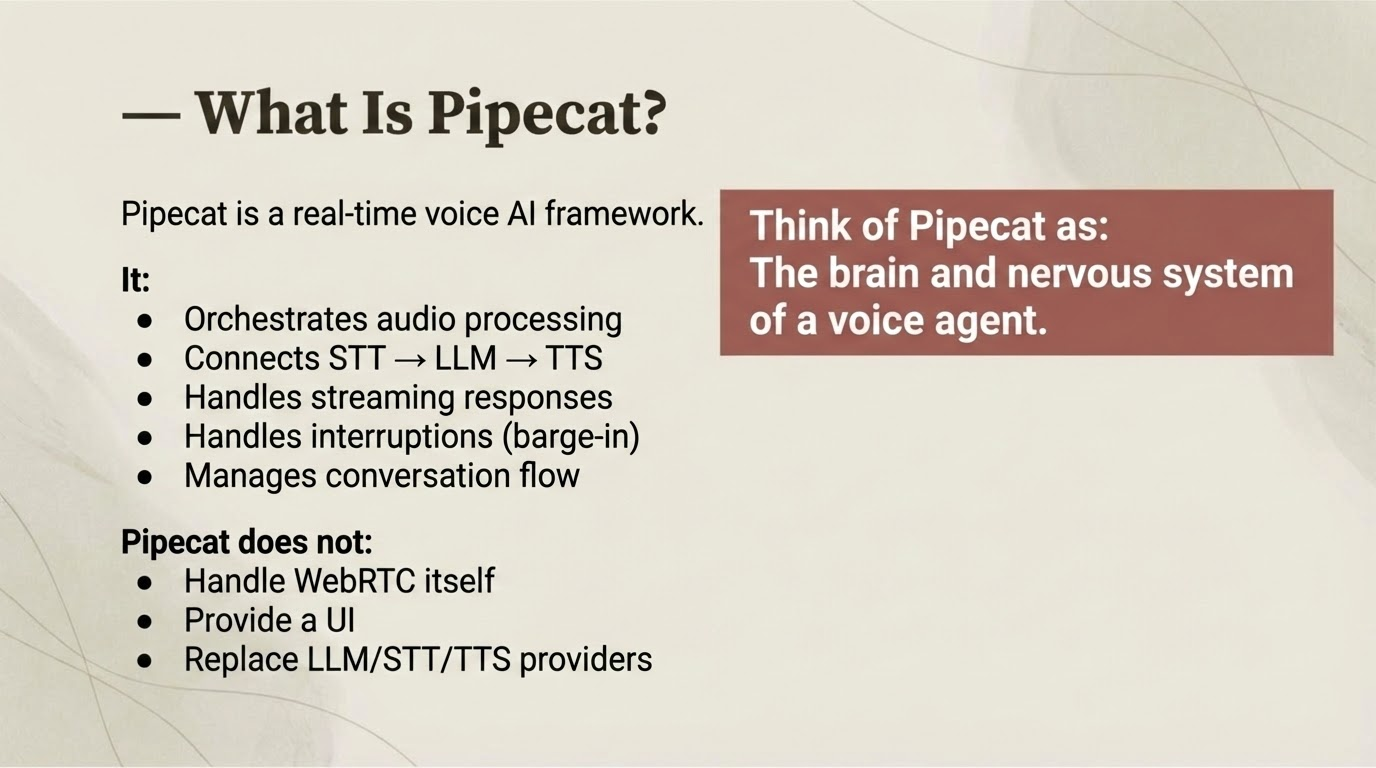 — What Is Pipecat?
Pipecat is a real-time voice AI framework.
It:
● Orchestrates audio processing
● Connects STT → LLM → TTS
● Handles streaming responses
● Handles interruptions (barge-in)
● Manages conversation flow
Pipecat does not:
● Handle WebRTC itself
● Provide a UI
● Replace LLM/STT/TTS providers
Think of Pipecat as:
The brain and nervous system
of a voice agent.